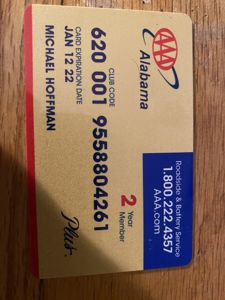 AAA
Alabama
CLUB CODE
620 001 9558804261
CARD EXPIRATION DATE
JAN 12 22
MICHAEL HOFFMAN
2 Year
Member
Plus
Roadside & Battery Service
1.800.222.4357
AAA.com